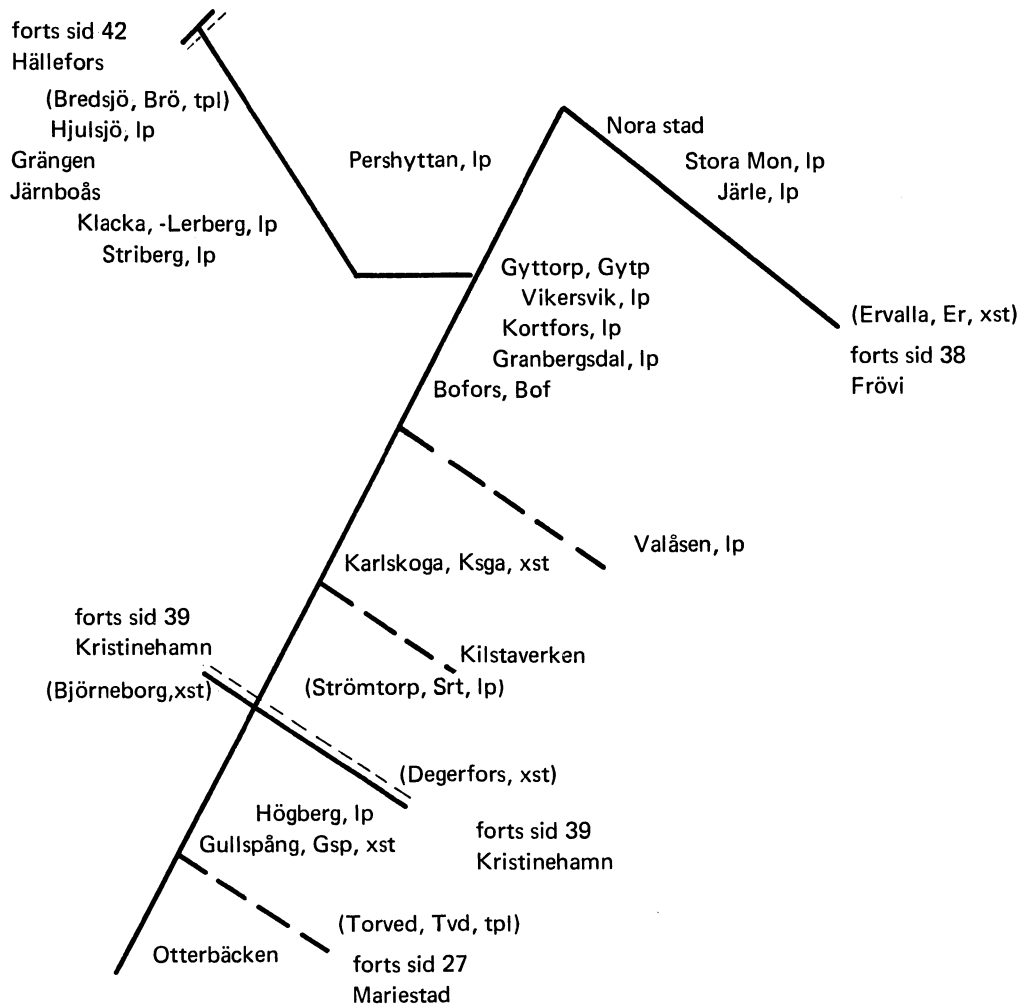 forts sid 42
Hällefors
(Bredsjö, Brö, tpl)
Hjulsjö, lp
Grängen
Järnboås
Klacka, -Lerberg, lp
Striberg, lp
Pershyttan, lp
Nora stad
Stora Mon, lp
Järle, lp
(Ervalla, Er, xst)
forts sid 38
Frövi
Gyttorp, Gytp
Vikersvik, lp
Kortfors, lp
Granbergsdal, lp
Bofors, Bof
Valåsen, lp
Karlskoga, Ksga, xst
Kilstaverken
forts sid 39
Kristinehamn
(Björneborg,xst)
(Strömtorp, Srt, lp)
(Degerfors, xst)
forts sid 39
Kristinehamn
Högberg, lp
Gullspång, Gsp, xst
(Torved, Tvd, tpl)
forts sid 27
Mariestad
Otterbäcken